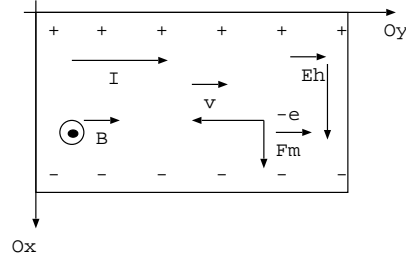 + + + + + +
Oy
I
Eh
v
-e
B
Fm
− − − − − −
Ox